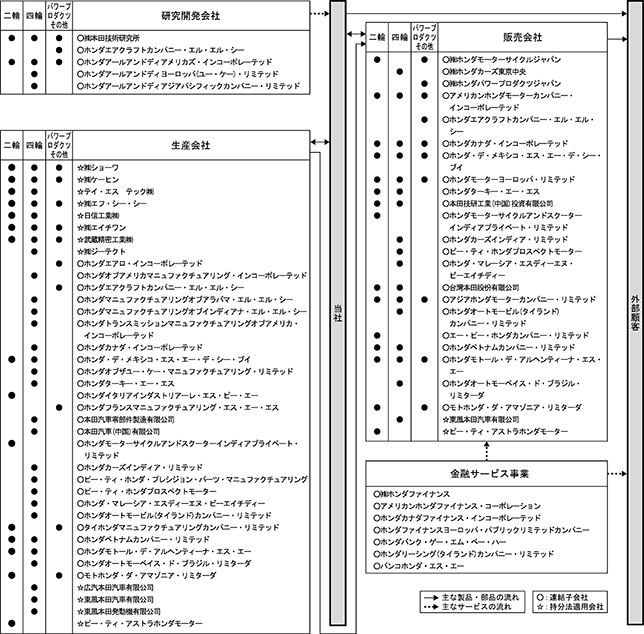 研究開発会社
二輪 四輪 パワープロダクツその他
● ● ● ○㈱本田技術研究所
● ○ホンダエアクラフトカンパニー・エル・エル・シー
● ● ● ○ホンダアールアンドディアメリカズ・インコーポレーテッド
● ○ホンダアールアンドディヨーロッパ(ユー・ケー)・リミテッド
● ○ホンダアールアンドディアジアパシフィックカンパニー・リミテッド
生産会社
二輪 四輪 パワープロダクツその他
● ● ● ☆㈱ショーワ
● ● ● ☆㈱ケーヒン
● ● ☆テイ・エス テック㈱
● ● ● ☆㈱エフ・シー・シー
● ● ☆日信工業㈱
● ● ● ☆㈱エイチワン
● ● ● ☆武蔵精密工業㈱
● ☆㈱ジーテクト
● ○ホンダエアロ・インコーポレーテッド
● ○ホンダオブアメリカマニュファクチュアリング・インコーポレーテッド
● ○ホンダエアクラフトカンパニー・エル・エル・シー
● ○ホンダマニュファクチュアリングオブアラバマ・エル・エル・シー
● ○ホンダマニュファクチュアリングオブインディアナ・エル・エル・シー
● ○ホンダトランスミッションマニュファクチュアリングオブアメリカ・
インコーポレーテッド
● ○ホンダカナダ・インコーポレーテッド
● ● ○ホンダ・デ・メキシコ・エス・エー・デ・シー・ブイ
● ○ホンダオブザユー・ケー・マニュファクチュアリング・リミテッド
● ○ホンダターキー・エー・エス
● ○ホンダイタリアインダストリアーレ・エス・ピー・エー
● ○ホンダフランスマニュファクチュアリング・エス・エー・エス
● ○本田汽車零部件製造有限公司
● ○本田汽車(中国)有限公司
● ○ホンダモーターサイクルアンドスクーターインディアプライベート・
リミテッド
● ○ホンダカーズインディア・リミテッド
● ○ピー・ティ・ホンダ・プレシジョン・パーツ・マニュファクチュアリング
● ○ピー・ティ・ホンダプロスペクトモーター
● ○ホンダ・マレーシア・エスディーエヌ・ビーエイチディー
● ○ホンダオートモービル(タイランド)カンパニー・リミテッド
● ● ○タイホンダマニュファクチュアリングカンパニー・リミテッド
● ● ○ホンダベトナムカンパニー・リミテッド
● ● ○ホンダモトール・デ・アルヘンティーナ・エス・エー
● ○ホンダオートモーベイス・ド・ブラジル・リミターダ
● ● ○モトホンダ・ダ・アマゾニア・リミターダ
● ☆広汽本田汽車有限公司
● ☆東風本田汽車有限公司
● ☆東風本田発動機有限公司
● ☆ピー・ティ・アストラホンダモーター
当社
販売会社
二輪 四輪 パワープロダクツその他
● ● ○㈱ホンダモーターサイクルジャパン
● ○㈱ホンダカーズ東京中央
● ○㈱ホンダパワープロダクツジャパン
● ● ● ○アメリカンホンダモーターカンパニー・
インコーポレーテッド
● ○ホンダエアクラフトカンパニー・エル・エル・
シー
● ● ● ○ホンダカナダ・インコーポレーテッド
● ● ● ○ホンダ・デ・メキシコ・エス・エー・デ・シー・
ブイ
● ● ● ○ホンダモーターヨーロッパ・リミテッド
● ● ○ホンダターキー・エー・エス
● ● ○本田技研工業(中国)投資有限公司
● ○ホンダモーターサイクルアンドスクーター
インディアプライベート・リミテッド
● ○ホンダカーズインディア・リミテッド
● ○ピー・ティ・ホンダプロスペクトモーター
● ○ホンダ・マレーシア・エスディーエヌ・
ビーエイチディー
● ● ○台灣本田股份有限公司
● ● ● ○アジアホンダモーターカンパニー・リミテッド
● ○ホンダオートモービル(タイランド)
カンパニー・リミテッド
● ○エー・ピー・ホンダカンパニー・リミテッド
● ● ○ホンダベトナムカンパニー・リミテッド
● ● ● ○ホンダモトール・デ・アルゼンティーナ・エス・
エー
● ○ホンダオートモーベイス・ド・ブラジル・
リミターダ
● ● ○モトホンダ・ダ・アマゾニア・リミターダ
● ☆東風本田汽車有限公司
● ☆ピー・ティ・アストラホンダモーター
金融サービス事業
○㈱ホンダファイナンス
○アメリカンホンダファイナンス・コーポレーション
○ホンダカナダファイナンス・インコーポレーテッド
○ホンダファイナンスヨーロッパ・パブリックリミテッドカンパニー
○ホンダバンク・ゲー・エム・ベー・ハー
○ホンダリーシング(タイランド)カンパニー・リミテッド
○バンコホンダ・エス・エー
外部顧客
主な製品・部品の流れ
主なサービスの流れ
○:連結子会社
☆:持分法適用会社